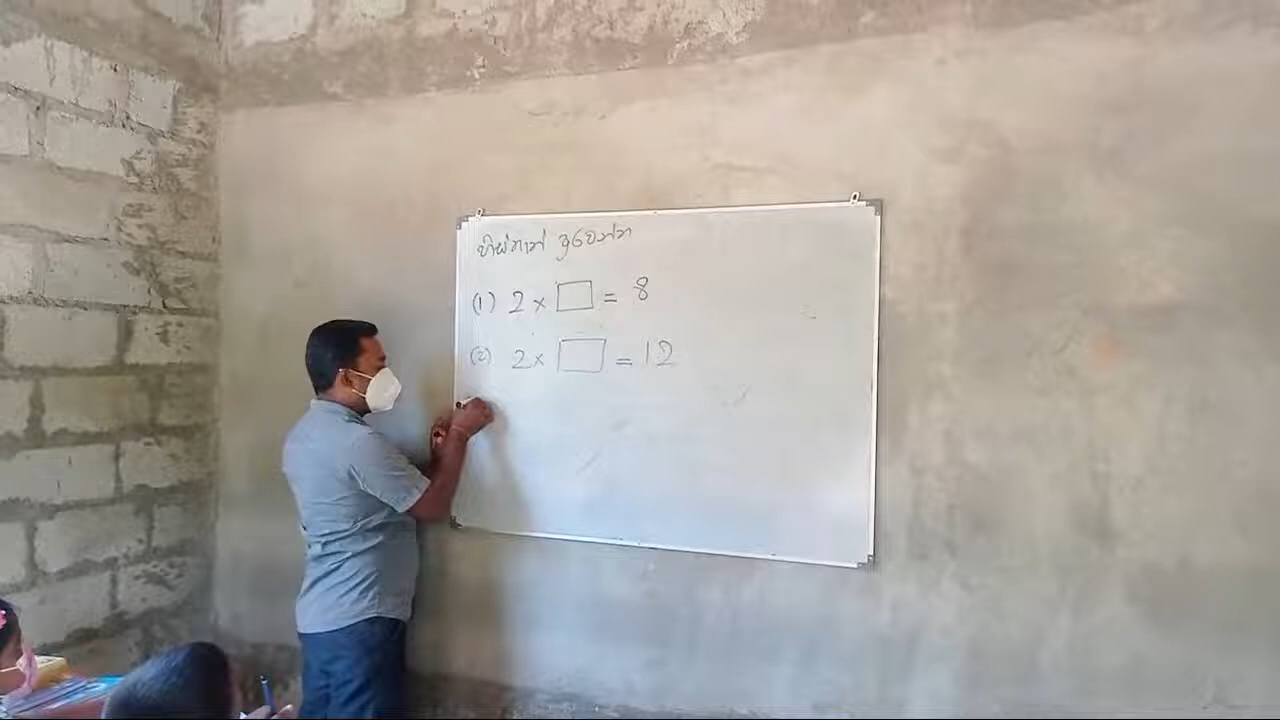 හිස්තැන් පුරවන්න
(1) 2 × □ = 8
(2) 2 × □ = 12